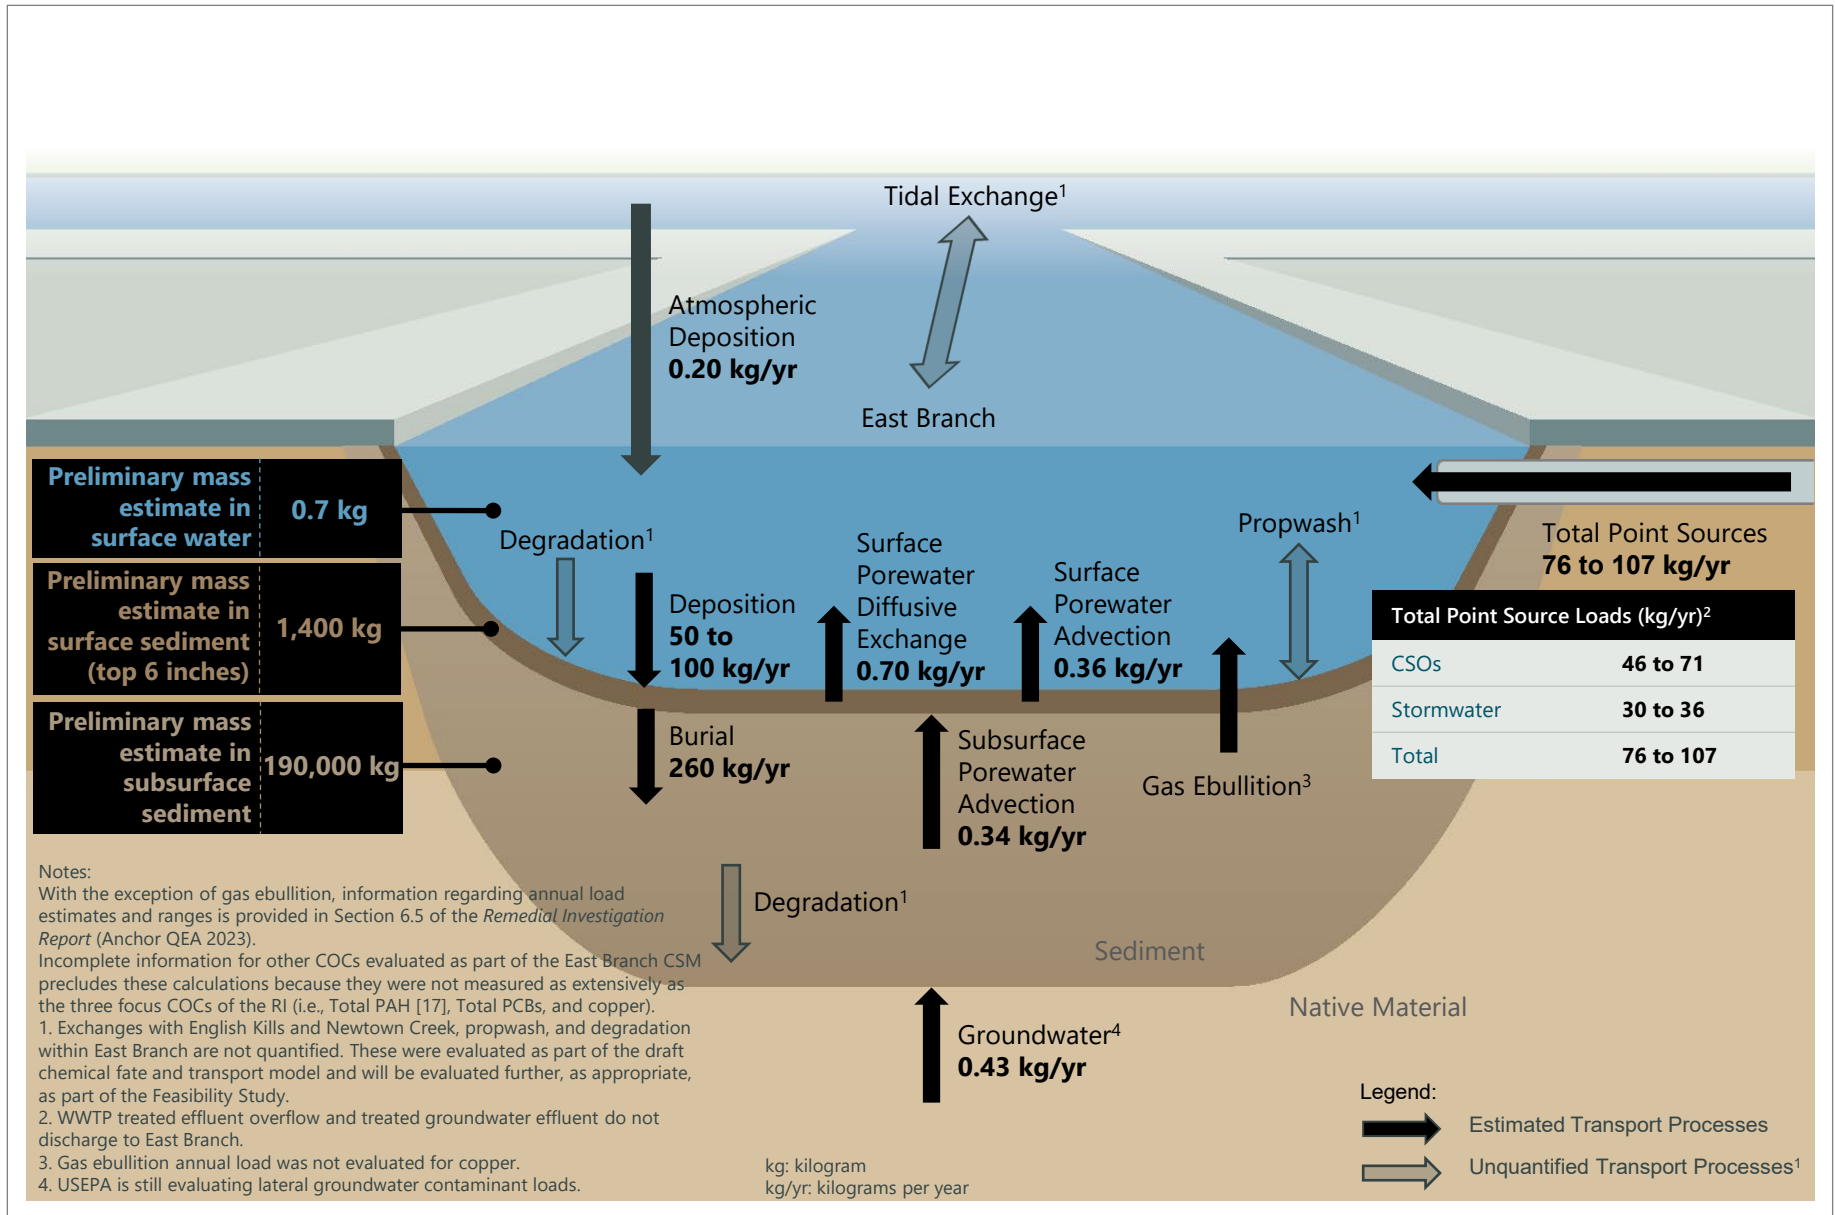 Tidal Exchange¹
Atmospheric
Deposition
0.20 kg/yr
East Branch
Preliminary mass
estimate in
surface water
0.7 kg
Preliminary mass
estimate in
surface sediment
(top 6 inches)
1,400 kg
Preliminary mass
estimate in
subsurface
sediment
190,000 kg
Degradation¹
Deposition
50 to
100 kg/yr
Surface
Porewater
Diffusive
Exchange
0.70 kg/yr
Surface
Porewater
Advection
0.36 kg/yr
Propwash¹
Total Point Sources
76 to 107 kg/yr
Total Point Source Loads (kg/yr)²
CSOs 46 to 71
Stormwater 30 to 36
Total 76 to 107
Burial
260 kg/yr
Subsurface
Porewater
Advection
0.34 kg/yr
Gas Ebullition³
Degradation¹
Sediment
Native Material
Groundwater⁴
0.43 kg/yr
Notes:
With the exception of gas ebullition, information regarding annual load
estimates and ranges is provided in Section 6.5 of the Remedial Investigation
Report (Anchor QEA 2023).
Incomplete information for other COCs evaluated as part of the East Branch CSM
precludes these calculations because they were not measured as extensively as
the three focus COCs of the RI (i.e., Total PAH [17], Total PCBs, and copper).
1. Exchanges with English Kills and Newtown Creek, propwash, and degradation
within East Branch are not quantified. These were evaluated as part of the draft
chemical fate and transport model and will be evaluated further, as appropriate,
as part of the Feasibility Study.
2. WWTP treated effluent overflow and treated groundwater effluent do not
discharge to East Branch.
3. Gas ebullition annual load was not evaluated for copper.
4. USEPA is still evaluating lateral groundwater contaminant loads.
kg: kilogram
kg/yr: kilograms per year
Legend:
Estimated Transport Processes
Unquantified Transport Processes¹